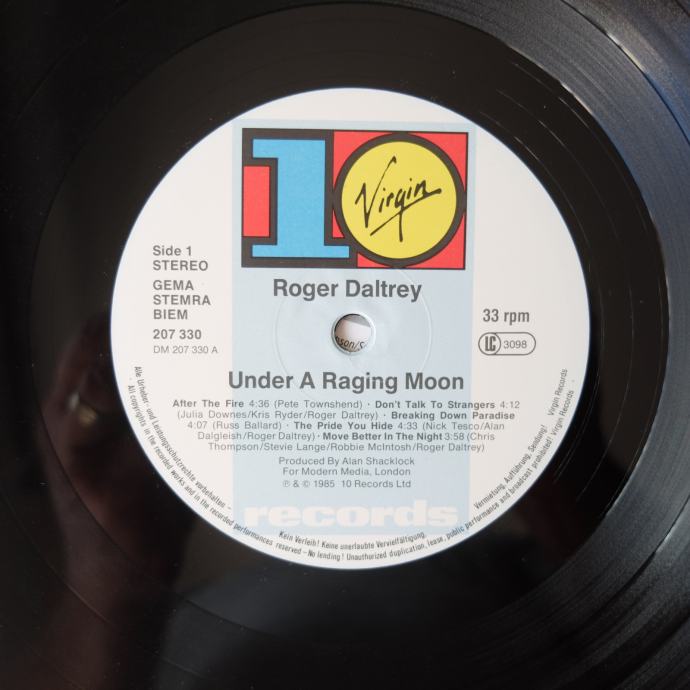 10
Virgin
Side 1
STEREO
GEMA
STEMRA
BIEM
207 330
DM 207 330 A
Roger Daltrey
33 rpm
LC 3098
Under A Raging Moon
After The Fire 4:36 (Pete Townshend) · Don't Talk To Strangers 4:12
(Julia Downes/Kris Ryder/Roger Daltrey) · Breaking Down Paradise
4:07 (Russ Ballard) · The Pride You Hide 4:33 (Nick Tesco/Alan
Dalgleish/Roger Daltrey) · Move Better In The Night 3:58 (Chris
Thompson/Stevie Lange/Robbie McIntosh/Roger Daltrey)
Produced By Alan Shacklock
For Modern Media, London
℗ & © 1985 10 Records Ltd
records
Alle Urheber- und Leistungsschutzrechte vorbehalten – Kein Verleih! Keine unerlaubte Vervielfältigung, Vermietung, Aufführung, Sendung! Virgin Records
All copyrights in the recorded works and in the recorded performances reserved – No lending! Unauthorized duplication, lease, public performance and broadcast prohibited! Virgin Records